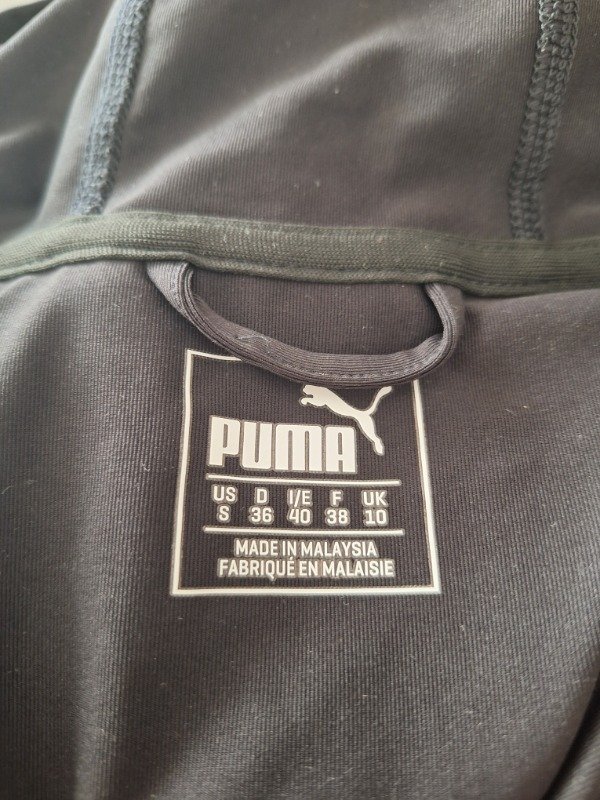 PUMA
US D I/E F UK
S 36 40 38 10
MADE IN MALAYSIA
FABRIQUÉ EN MALAISIE